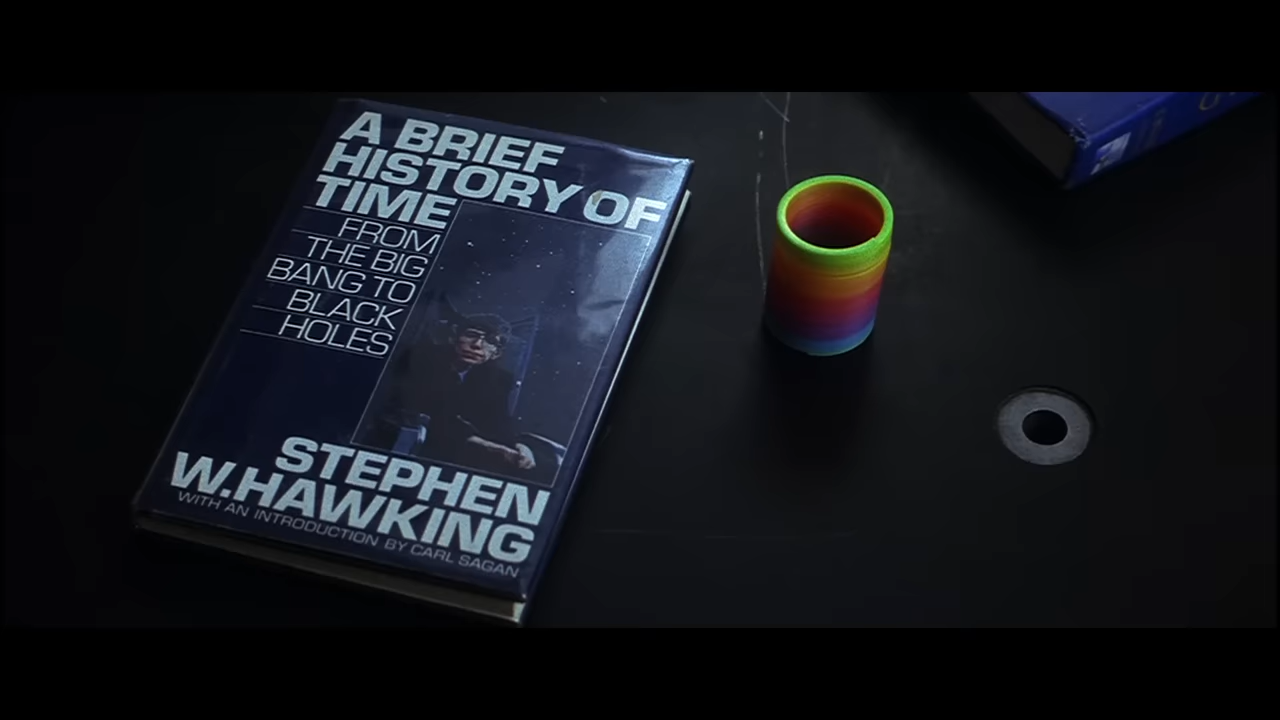 A BRIEF
HISTORY OF
TIME
FROM
THE BIG
BANG TO
BLACK
HOLES
STEPHEN
W.HAWKING
WITH AN INTRODUCTION BY CARL SAGAN